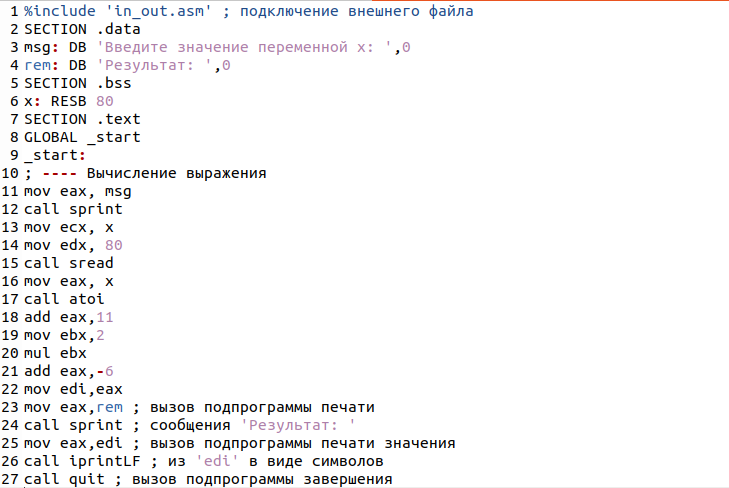 1 %include 'in_out.asm' ; подключение внешнего файла
2 SECTION .data
3 msg: DB 'Введите значение переменной x: ',0
4 rem: DB 'Результат: ',0
5 SECTION .bss
6 x: RESB 80
7 SECTION .text
8 GLOBAL _start
9 _start:
10 ; ---- Вычисление выражения
11 mov eax, msg
12 call sprint
13 mov ecx, x
14 mov edx, 80
15 call sread
16 mov eax, x
17 call atoi
18 add eax,11
19 mov ebx,2
20 mul ebx
21 add eax,-6
22 mov edi,eax
23 mov eax,rem ; вызов подпрограммы печати
24 call sprint ; сообщения 'Результат: '
25 mov eax,edi ; вызов подпрограммы печати значения
26 call iprintLF ; из 'edi' в виде символов
27 call quit ; вызов подпрограммы завершения